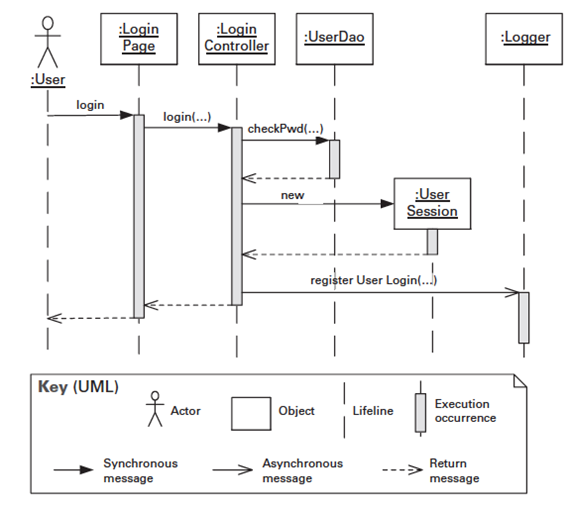 :Login
Page
:Login
Controller
:UserDao
:Logger
:User
login
login(...)
checkPwd(...)
new
:User
Session
register User Login(...)
Key (UML)
Actor
Object
Lifeline
Execution
occurrence
Synchronous
message
Asynchronous
message
Return
message